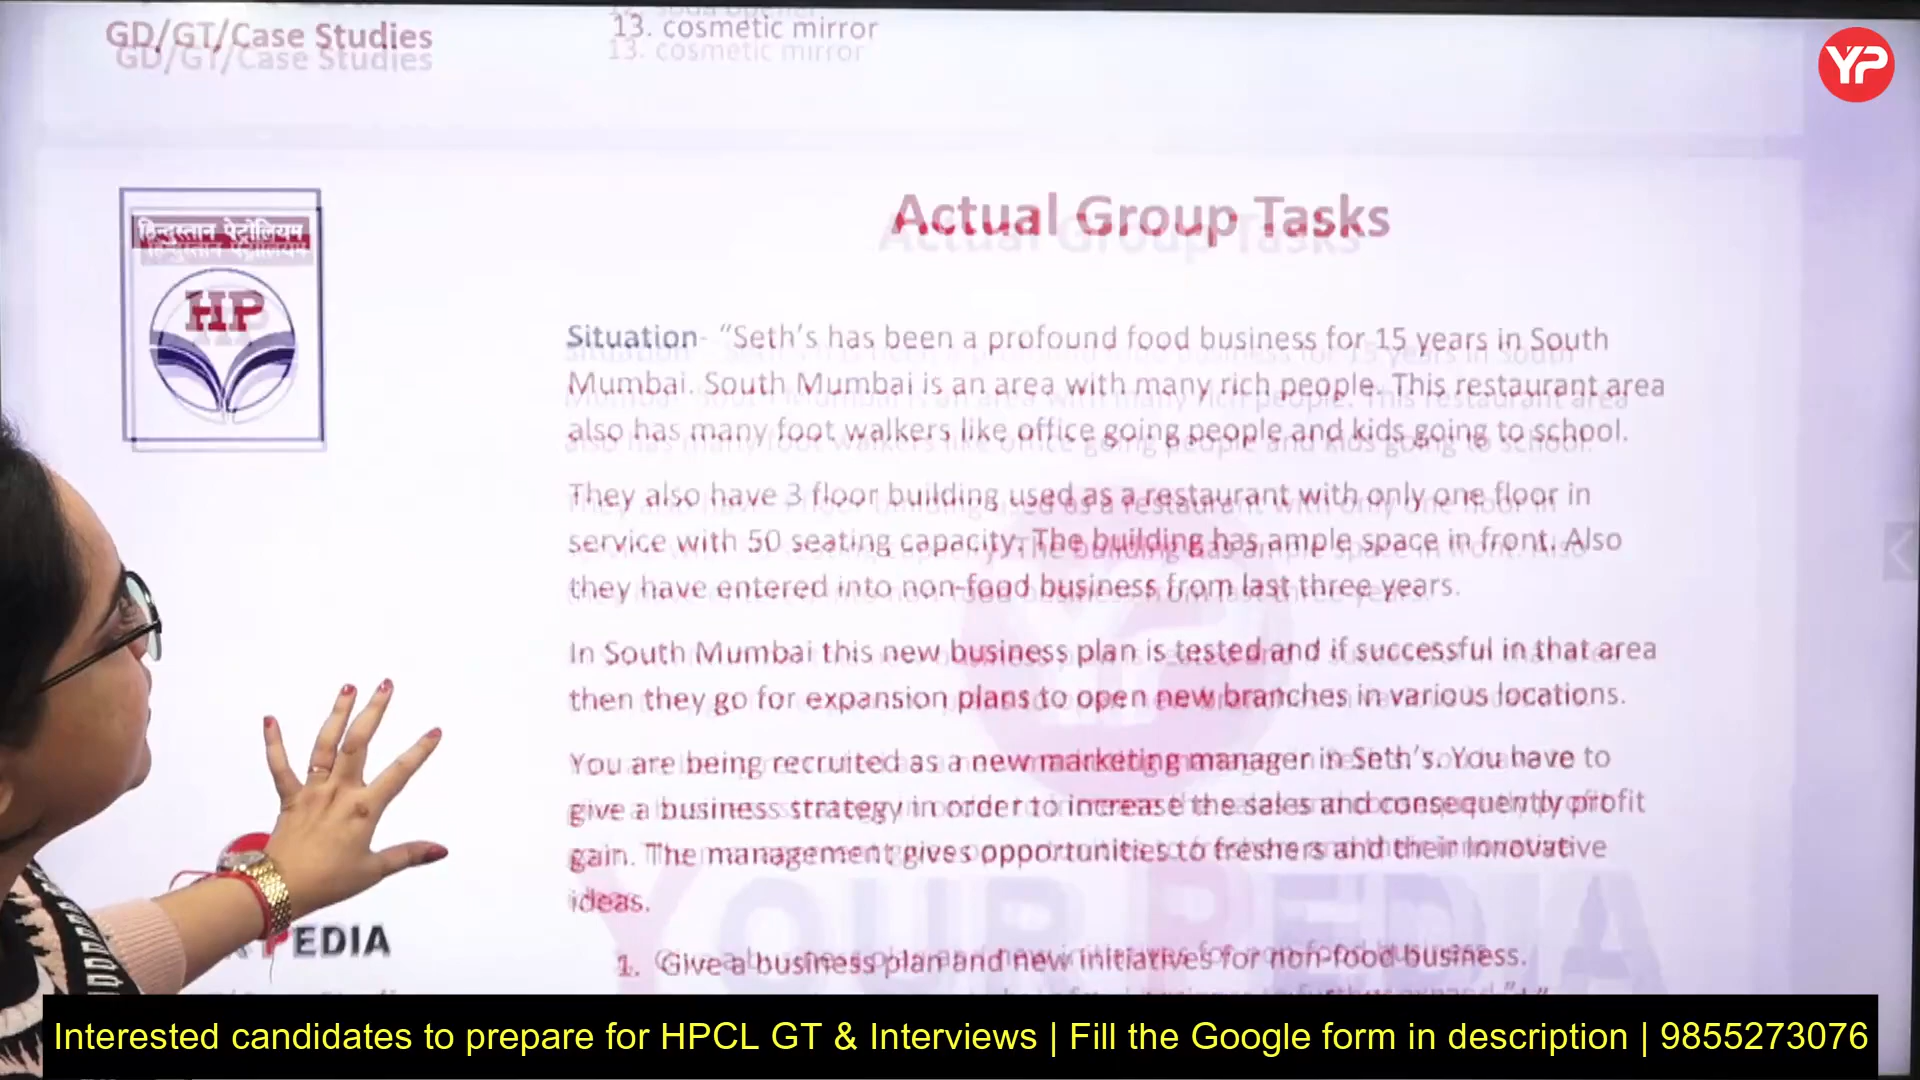 GD/GT/Case Studies
13. cosmetic mirror
YP
हिन्दुस्तान पेट्रोलियम
HP
Actual Group Tasks
Situation- “Seth’s has been a profound food business for 15 years in South
Mumbai. South Mumbai is an area with many rich people. This restaurant area
also has many foot walkers like office going people and kids going to school.
They also have 3 floor building used as a restaurant with only one floor in
service with 50 seating capacity. The building has ample space in front. Also
they have entered into non-food business from last three years.
In South Mumbai this new business plan is tested and if successful in that area
then they go for expansion plans to open new branches in various locations.
You are being recruited as a new marketing manager in Seth’s. You have to
give a business strategy in order to increase the sales and consequently profit
gain. The management gives opportunities to freshers and their innovative
ideas.
1. Give a business plan and new initiatives for non-food business.
PEDIA
YOUR PEDIA
Interested candidates to prepare for HPCL GT & Interviews | Fill the Google form in description | 9855273076